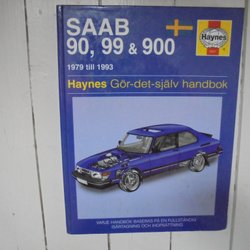 SAAB
90, 99 & 900
1979 till 1993
Haynes
Haynes Gör-det-själv handbok
VARJE HANDBOK BASERAS PÅ EN FULLSTÄNDIG
ISÄRTAGNING OCH IHOPSÄTTNING